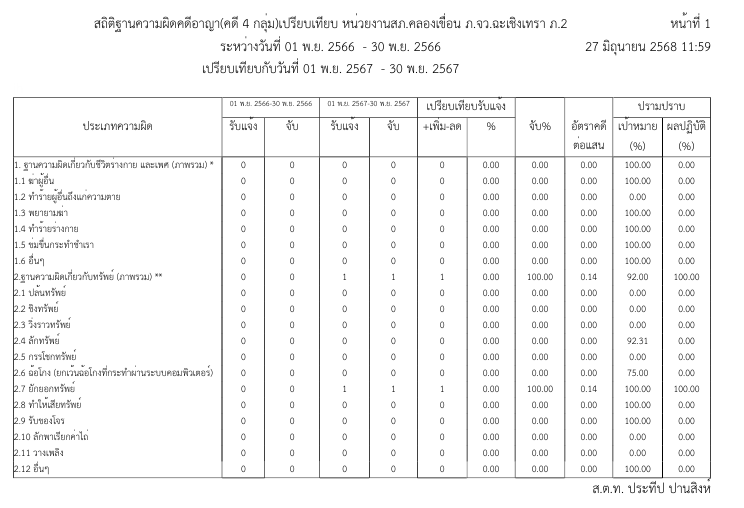 สถิติฐานความผิดคดีอาญา(คดี 4 กลุ่ม)เปรียบเทียบ หน่วยงานสภ.คลองเขื่อน ภ.จว.ฉะเชิงเทรา ภ.2 หน้าที่ 1
ระหว่างวันที่ 01 พ.ย. 2566 - 30 พ.ย. 2566 27 มิถุนายน 2568 11:59
เปรียบเทียบกับวันที่ 01 พ.ย. 2567 - 30 พ.ย. 2567
01 พ.ย. 2566-30 พ.ย. 2566 01 พ.ย. 2567-30 พ.ย. 2567 เปรียบเทียบรับแจ้ง ปรามปราบ
ประเภทความผิด รับแจ้ง จับ รับแจ้ง จับ +เพิ่ม-ลด % จับ% อัตราคดี เป้าหมาย ผลปฏิบัติ
ต่อแสน (%) (%)
1. ฐานความผิดเกี่ยวกับชีวิตร่างกาย และเพศ (ภาพรวม) * 0 0 0 0 0 0.00 0.00 0.00 100.00 0.00
1.1 ฆ่าผู้อื่น 0 0 0 0 0 0.00 0.00 0.00 100.00 0.00
1.2 ทำร้ายผู้อื่นถึงแก่ความตาย 0 0 0 0 0 0.00 0.00 0.00 0.00 0.00
1.3 พยายามฆ่า 0 0 0 0 0 0.00 0.00 0.00 100.00 0.00
1.4 ทำร้ายร่างกาย 0 0 0 0 0 0.00 0.00 0.00 100.00 0.00
1.5 ข่มขืนกระทำชำเรา 0 0 0 0 0 0.00 0.00 0.00 100.00 0.00
1.6 อื่นๆ 0 0 0 0 0 0.00 0.00 0.00 100.00 0.00
2.ฐานความผิดเกี่ยวกับทรัพย์ (ภาพรวม) ** 0 0 1 1 1 0.00 100.00 0.14 92.00 100.00
2.1 ปล้นทรัพย์ 0 0 0 0 0 0.00 0.00 0.00 0.00 0.00
2.2 ชิงทรัพย์ 0 0 0 0 0 0.00 0.00 0.00 0.00 0.00
2.3 วิ่งราวทรัพย์ 0 0 0 0 0 0.00 0.00 0.00 0.00 0.00
2.4 ลักทรัพย์ 0 0 0 0 0 0.00 0.00 0.00 92.31 0.00
2.5 กรรโชกทรัพย์ 0 0 0 0 0 0.00 0.00 0.00 0.00 0.00
2.6 ฉ้อโกง (ยกเว้นฉ้อโกงที่กระทำผ่านระบบคอมพิวเตอร์) 0 0 0 0 0 0.00 0.00 0.00 75.00 0.00
2.7 ยักยอกทรัพย์ 0 0 1 1 1 0.00 100.00 0.14 100.00 100.00
2.8 ทำให้เสียทรัพย์ 0 0 0 0 0 0.00 0.00 0.00 100.00 0.00
2.9 รับของโจร 0 0 0 0 0 0.00 0.00 0.00 100.00 0.00
2.10 ลักพาเรียกค่าไถ่ 0 0 0 0 0 0.00 0.00 0.00 0.00 0.00
2.11 วางเพลิง 0 0 0 0 0 0.00 0.00 0.00 0.00 0.00
2.12 อื่นๆ 0 0 0 0 0 0.00 0.00 0.00 100.00 0.00
ส.ต.ท. ประทีป ปานสิงห์